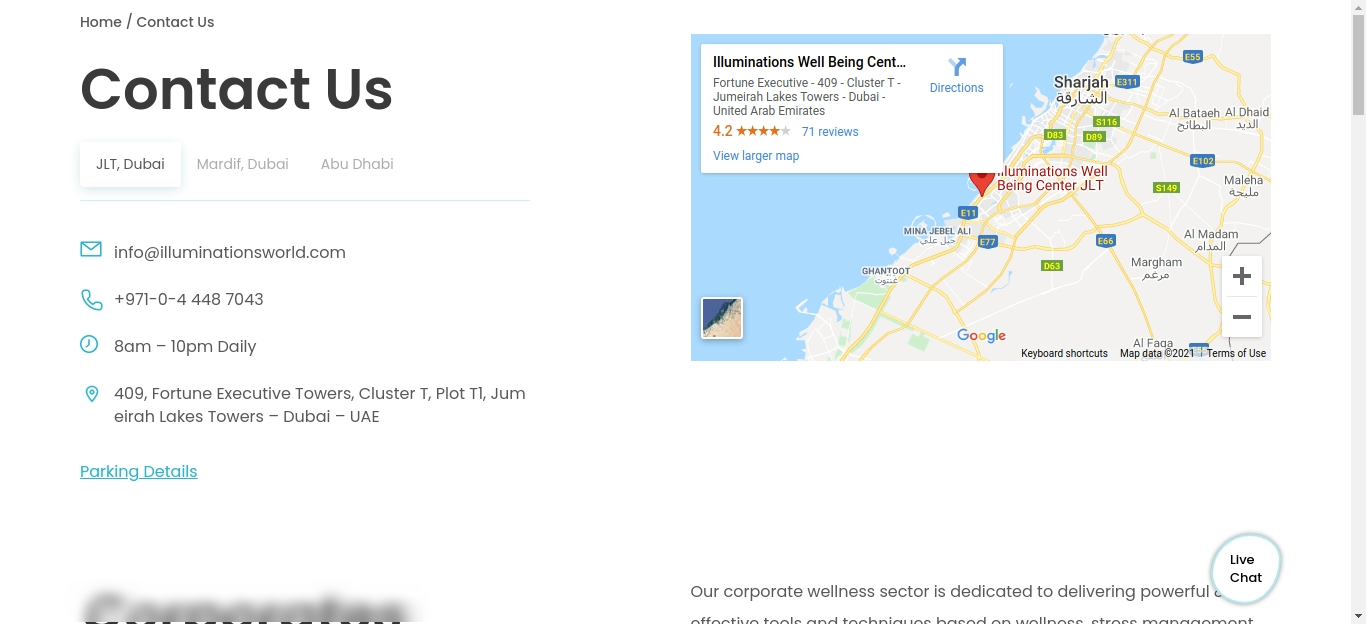 Home / Contact Us
Contact Us
JLT, Dubai
Mardif, Dubai
Abu Dhabi
info@illuminationsworld.com
+971-0-4 448 7043
8am – 10pm Daily
409, Fortune Executive Towers, Cluster T, Plot T1, Jum
eirah Lakes Towers – Dubai – UAE
Parking Details
Illuminations Well Being Cent...
Fortune Executive - 409 - Cluster T -
Jumeirah Lakes Towers - Dubai -
United Arab Emirates
4.2
71 reviews
View larger map
Directions
E55
Sharjah
الشارقة
E311
Al Bataeh
البطائح
Al Dhaid
الذيد
S116
D83
D89
E102
Illuminations Well
Being Center JLT
Maleha
مليحة
S149
E11
MINA JEBEL ALI
جبل علي
E77
E66
Al Madam
المدام
D63
Margham
مرغم
GHANTOOT
غنتوت
Google
Al Faqa
Keyboard shortcuts
Map data ©2021
Terms of Use
Live
Chat
Corporates
Our corporate wellness sector is dedicated to delivering powerful
effective tools and techniques based on wellness, stress management